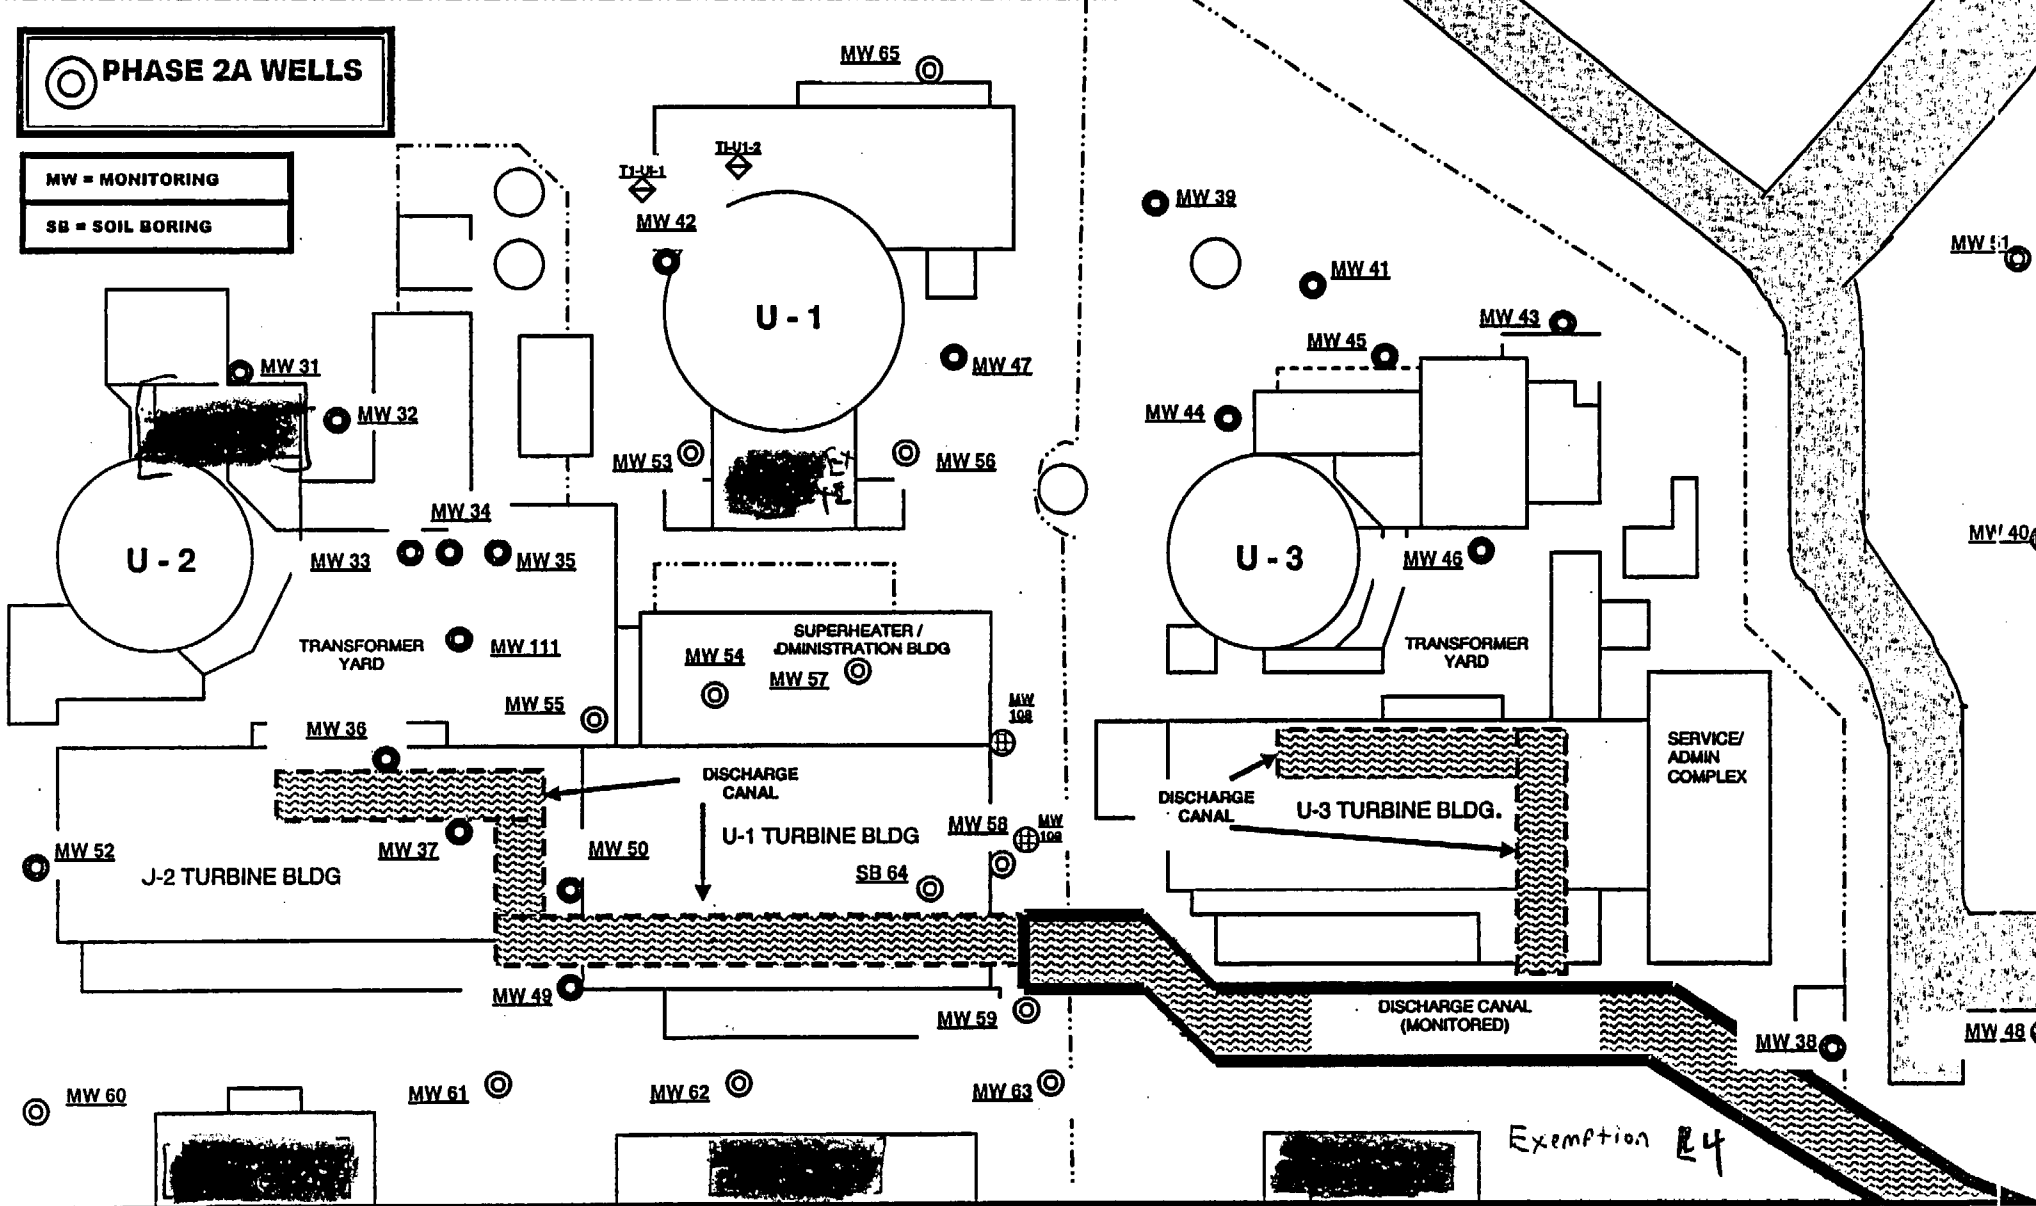 PHASE 2A WELLS
MW = MONITORING
SB = SOIL BORING
MW 65
TI-U1-2
T1-U1-1
MW 42
U - 1
MW 47
MW 53
MW 56
MW 31
MW 32
MW 34
MW 33
MW 35
U - 2
TRANSFORMER
YARD
MW 111
MW 55
MW 36
SUPERHEATER /
DMINISTRATION BLDG
MW 54
MW 57
MW
108
DISCHARGE
CANAL
U-1 TURBINE BLDG
MW 58
MW
109
MW 50
SB 64
MW 37
MW 52
J-2 TURBINE BLDG
MW 49
MW 59
MW 60
MW 61
MW 62
MW 63
MW 39
MW 41
MW 43
MW 45
MW 44
U - 3
MW 46
TRANSFORMER
YARD
SERVICE/
ADMIN
COMPLEX
DISCHARGE
CANAL
U-3 TURBINE BLDG.
DISCHARGE CANAL
(MONITORED)
MW 38
MW 51
MW 40
MW 48
Exemption